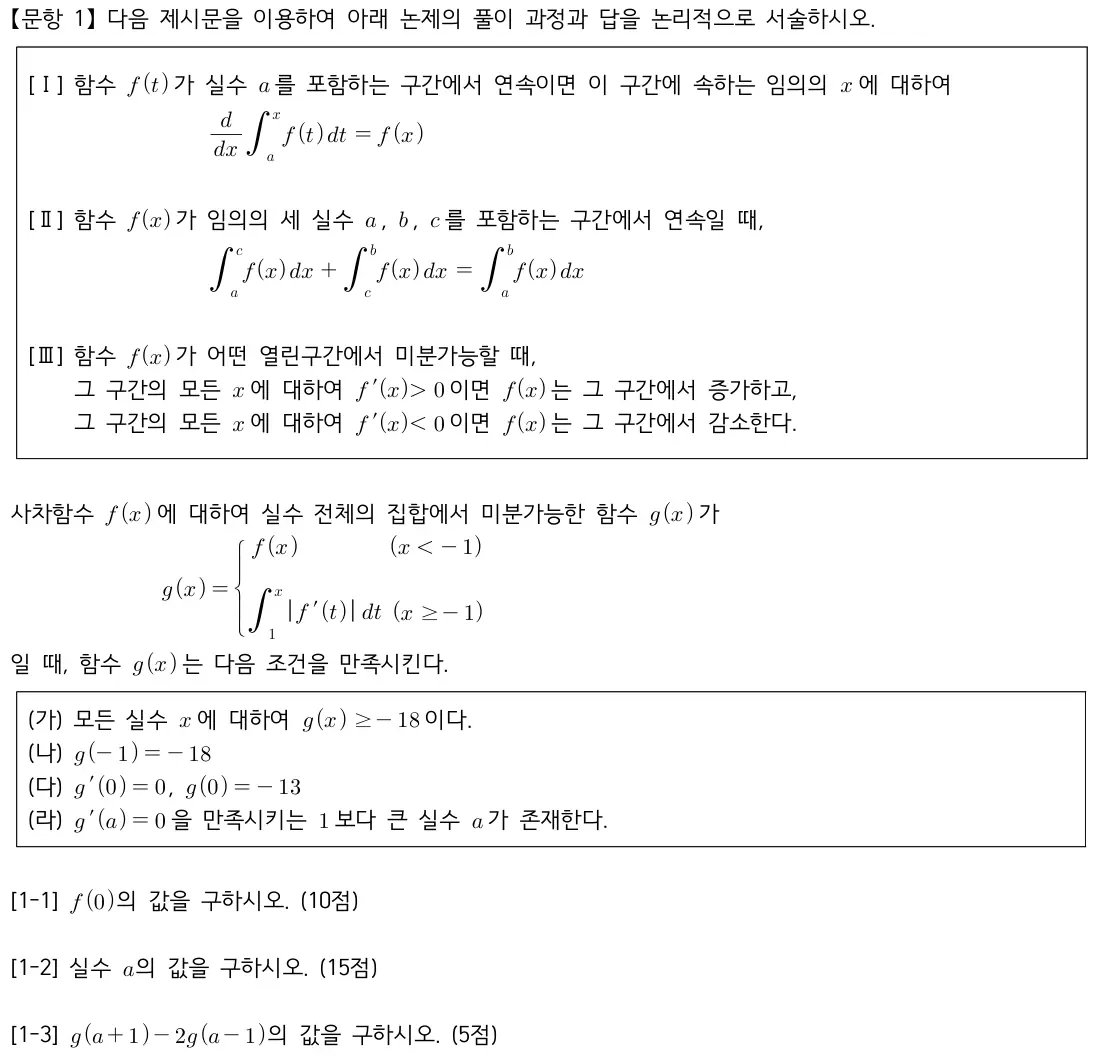 【문항 1】 다음 제시문을 이용하여 아래 논제의 풀이 과정과 답을 논리적으로 서술하시오.
[Ⅰ] 함수 f(t)가 실수 a를 포함하는 구간에서 연속이면 이 구간에 속하는 임의의 x에 대하여
d/dx ∫_a^x f(t)dt = f(x)
[Ⅱ] 함수 f(x)가 임의의 세 실수 a, b, c를 포함하는 구간에서 연속일 때,
∫_a^c f(x)dx + ∫_c^b f(x)dx = ∫_a^b f(x)dx
[Ⅲ] 함수 f(x)가 어떤 열린구간에서 미분가능할 때,
그 구간의 모든 x에 대하여 f′(x)>0이면 f(x)는 그 구간에서 증가하고,
그 구간의 모든 x에 대하여 f′(x)<0이면 f(x)는 그 구간에서 감소한다.
사차함수 f(x)에 대하여 실수 전체의 집합에서 미분가능한 함수 g(x)가
g(x) = { f(x) (x<-1)
∫_1^x |f′(t)|dt (x≥-1)
일 때, 함수 g(x)는 다음 조건을 만족시킨다.
(가) 모든 실수 x에 대하여 g(x)≥-18이다.
(나) g(-1)=-18
(다) g′(0)=0, g(0)=-13
(라) g′(a)=0을 만족시키는 1보다 큰 실수 a가 존재한다.
[1-1] f(0)의 값을 구하시오. (10점)
[1-2] 실수 a의 값을 구하시오. (15점)
[1-3] g(a+1)-2g(a-1)의 값을 구하시오. (5점)